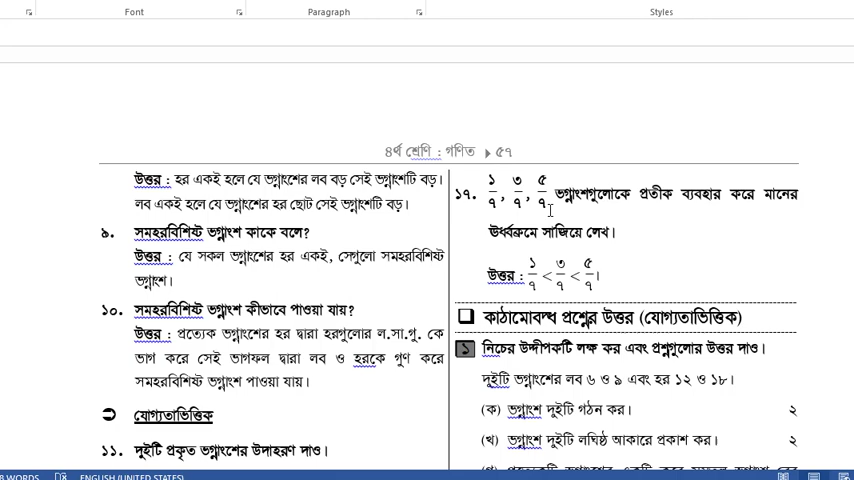 Font Paragraph Styles
৪র্থ শ্রেণি : গণিত ▶ ৫৭
উত্তর : হর একই হলে যে ভগ্নাংশের লব বড় সেই ভগ্নাংশটি বড়।
লব একই হলে যে ভগ্নাংশের হর ছোট সেই ভগ্নাংশটি বড়।
৯. সমহরবিশিষ্ট ভগ্নাংশ কাকে বলে?
উত্তর : যে সকল ভগ্নাংশের হর এক, সেগুলো সমহরবিশিষ্ট
ভগ্নাংশ।
১০. সমহরবিশিষ্ট ভগ্নাংশ কীভাবে পাওয়া যায়?
উত্তর : প্রত্যেক ভগ্নাংশের হর দ্বারা হরগুলোর ল.সা.গু. কে
ভাগ করে সেই ভাগফল দ্বারা লব ও হরকে গুণ করে
সমহরবিশিষ্ট ভগ্নাংশ পাওয়া যায়।
➲ যোগ্যতাভিত্তিক
১১. দুইটি প্রকৃত ভগ্নাংশের উদাহরণ দাও।
১৭. ১/৭, ৩/৭, ৫/৭ ভগ্নাংশগুলোকে প্রতীক ব্যবহার করে মানের
ঊর্ধ্বক্রমে সাজিয়ে লেখ।
উত্তর : ১/৭ < ৩/৭ < ৫/৭।
❑ কাঠামোবদ্ধ প্রশ্নের উত্তর (যোগ্যতাভিত্তিক)
১ নিচের উদ্দীপকটি লক্ষ কর এবং প্রশ্নগুলোর উত্তর দাও।
দুইটি ভগ্নাংশের লব ৬ ও ৯ এবং হর ১২ ও ১৮।
(ক) ভগ্নাংশ দুইটি গঠন কর। ২
(খ) ভগ্নাংশ দুইটি লঘিষ্ঠ আকারে প্রকাশ কর। ২
WORDS ENGLISH (UNITED STATES)